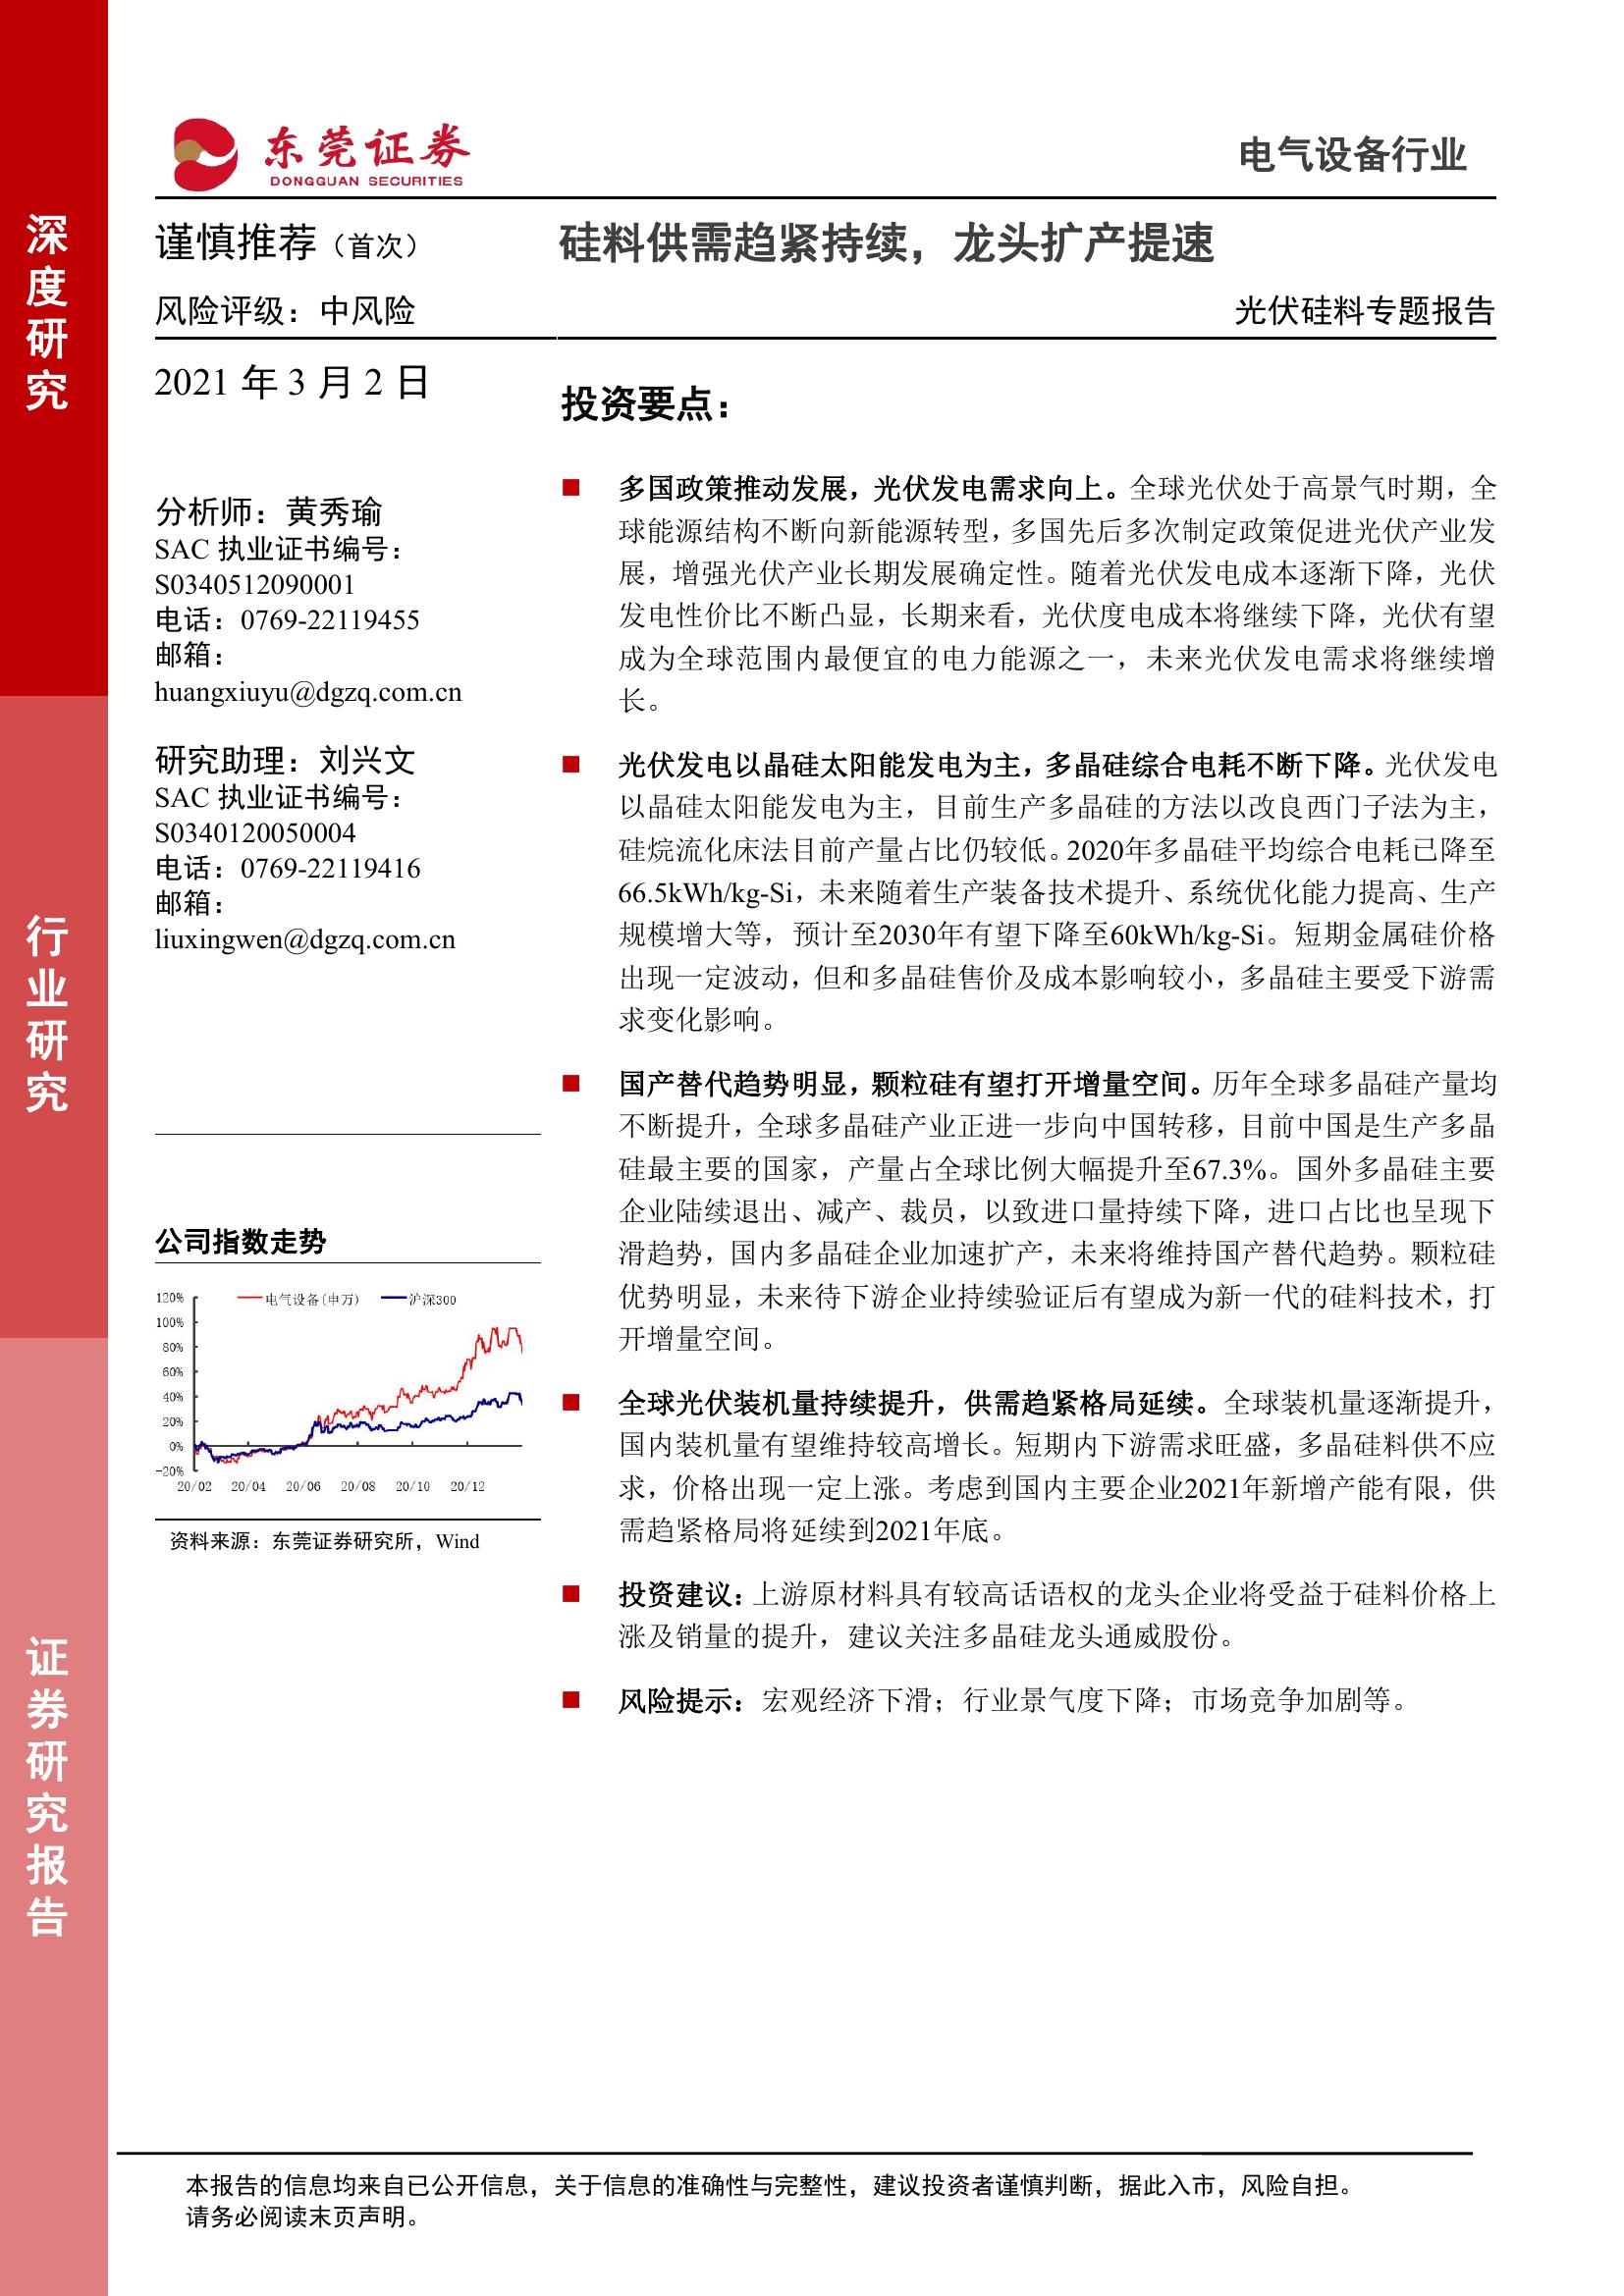 深度研究
行业研究
证券研究报告
东莞证券
DONGGUAN SECURITIES
电气设备行业
谨慎推荐（首次）
硅料供需趋紧持续，龙头扩产提速
风险评级：中风险
光伏硅料专题报告
2021 年 3 月 2 日
分析师：黄秀瑜
SAC 执业证书编号：
S0340512090001
电话：0769-22119455
邮箱：
huangxiuyu@dgzq.com.cn
研究助理：刘兴文
SAC 执业证书编号：
S0340120050004
电话：0769-22119416
邮箱：
liuxingwen@dgzq.com.cn
公司指数走势
电气设备(申万)
沪深300
120%
100%
80%
60%
40%
20%
0%
-20%
20/02 20/04 20/06 20/08 20/10 20/12
资料来源：东莞证券研究所，Wind
投资要点：
■ 多国政策推动发展，光伏发电需求向上。全球光伏处于高景气时期，全
球能源结构不断向新能源转型，多国先后多次制定政策促进光伏产业发
展，增强光伏产业长期发展确定性。随着光伏发电成本逐渐下降，光伏
发电性价比不断凸显，长期来看，光伏度电成本将继续下降，光伏有望
成为全球范围内最便宜的电力能源之一，未来光伏发电需求将继续增
长。
■ 光伏发电以晶硅太阳能发电为主，多晶硅综合电耗不断下降。光伏发电
以晶硅太阳能发电为主，目前生产多晶硅的方法以改良西门子法为主，
硅烷流化床法目前产量占比仍较低。2020年多晶硅平均综合电耗已降至
66.5kWh/kg-Si，未来随着生产装备技术提升、系统优化能力提高、生产
规模增大等，预计至2030年有望下降至60kWh/kg-Si。短期金属硅价格
出现一定波动，但和多晶硅售价及成本影响较小，多晶硅主要受下游需
求变化影响。
■ 国产替代趋势明显，颗粒硅有望打开增量空间。历年全球多晶硅产量均
不断提升，全球多晶硅产业正进一步向中国转移，目前中国是生产多晶
硅最主要的国家，产量占全球比例大幅提升至67.3%。国外多晶硅主要
企业陆续退出、减产、裁员，以致进口量持续下降，进口占比也呈现下
滑趋势，国内多晶硅企业加速扩产，未来将维持国产替代趋势。颗粒硅
优势明显，未来待下游企业持续验证后有望成为新一代的硅料技术，打
开增量空间。
■ 全球光伏装机量持续提升，供需趋紧格局延续。全球装机量逐渐提升，
国内装机量有望维持较高增长。短期内下游需求旺盛，多晶硅料供不应
求，价格出现一定上涨。考虑到国内主要企业2021年新增产能有限，供
需趋紧格局将延续到2021年底。
■ 投资建议：上游原材料具有较高话语权的龙头企业将受益于硅料价格上
涨及销量的提升，建议关注多晶硅龙头通威股份。
■ 风险提示：宏观经济下滑；行业景气度下降；市场竞争加剧等。
本报告的信息均来自已公开信息，关于信息的准确性与完整性，建议投资者谨慎判断，据此入市，风险自担。
请务必阅读末页声明。